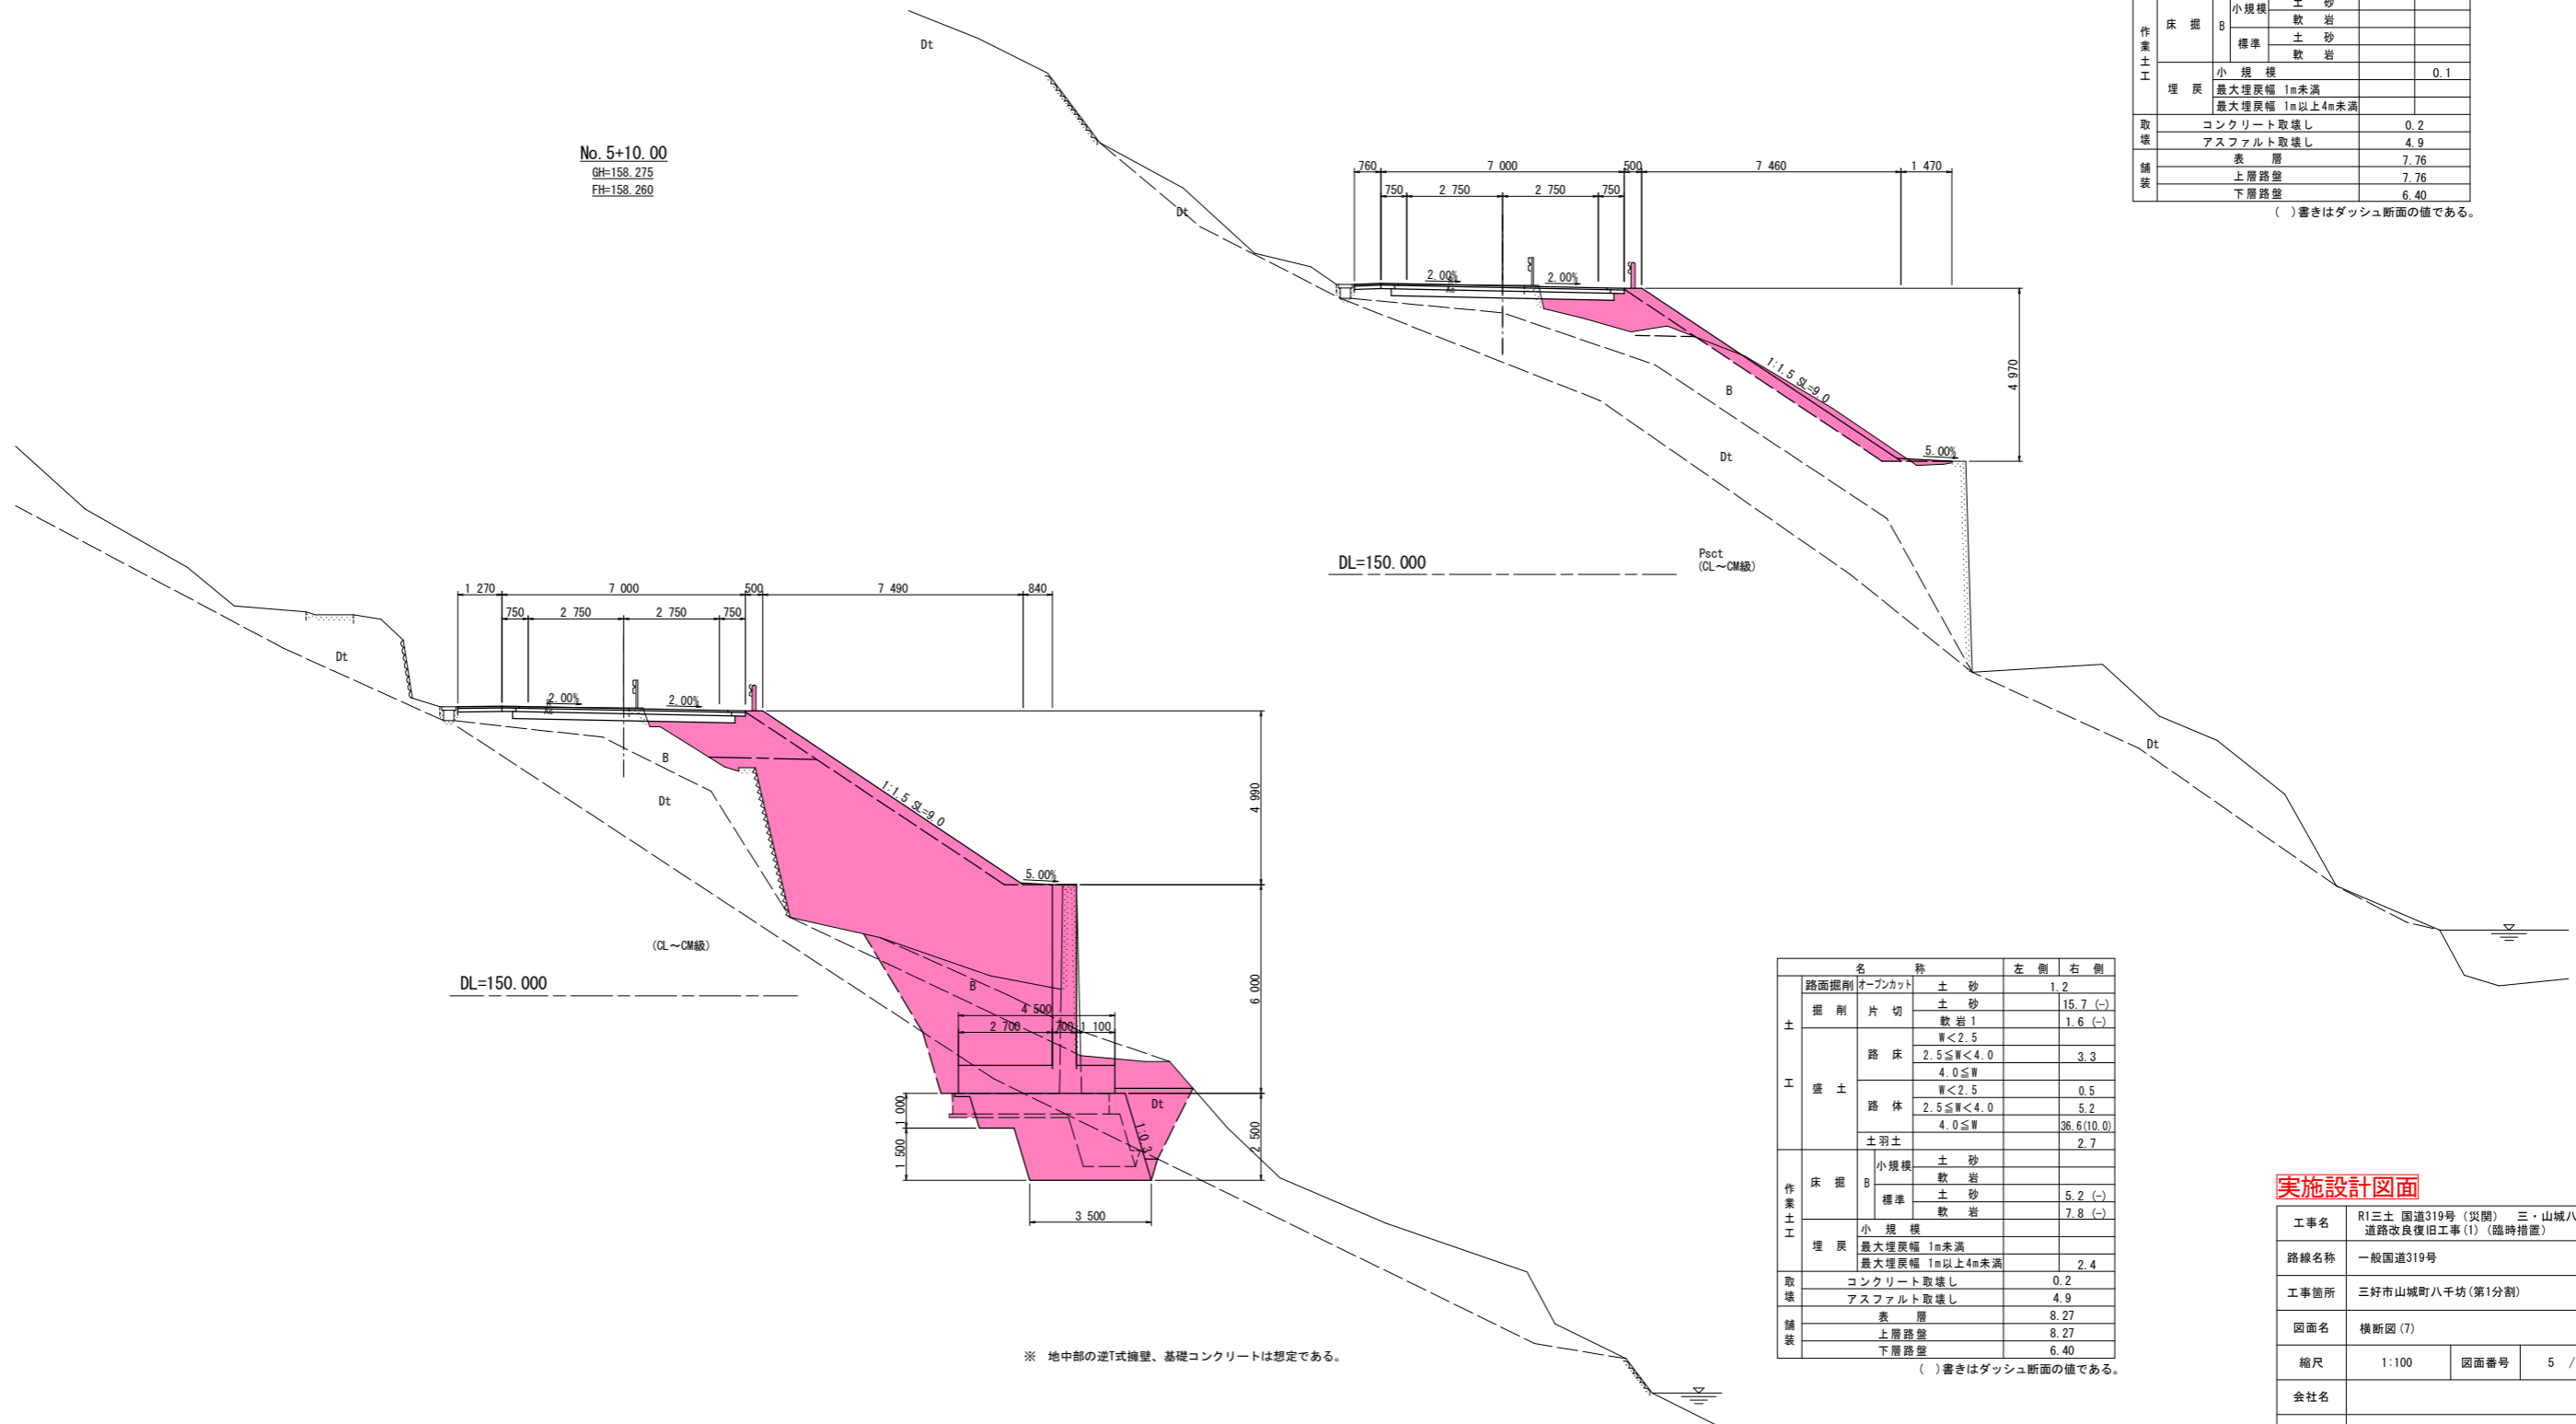 No.5+10.00
GH=158.275
FH=158.260
Dt
Dt
760 7 000 500 7 460 1 470
750 2 750 2 750 750
2.00% 2.00%
As
1:1.5 SL=9.0
5.00%
4 970
B
Dt
DL=150.000
Psct
(CL~CM級)
Dt
作業土工 床掘 B 小規模 土砂
軟岩
標準 土砂
軟岩
埋戻 小規模 0.1
最大埋戻幅 1m未満
最大埋戻幅 1m以上4m未満
取壊 コンクリート取壊し 0.2
アスファルト取壊し 4.9
舗装 表層 7.76
上層路盤 7.76
下層路盤 6.40
( )書きはダッシュ断面の値である。
1 270 7 000 500 7 490 840
750 2 750 2 750 750
Dt
2.00% 2.00%
As
B
Dt
1:1.5 SL=9.0
5.00%
4 990
6 000
2 500
(CL~CM級)
DL=150.000
B
4 500
2 700 700 1 100
Dt
1:0.3
1 000
1 500
3 500
※ 地中部の逆T式擁壁、基礎コンクリートは想定である。
名称 左側 右側
土工 路面掘削 オープンカット 土砂 1.2
掘削 片切 土砂 15.7 (-)
軟岩1 1.6 (-)
盛土 路床 W<2.5
2.5≦W<4.0 3.3
4.0≦W
路体 W<2.5 0.5
2.5≦W<4.0 5.2
4.0≦W 36.6(10.0)
土羽土 2.7
作業土工 床掘 B 小規模 土砂
軟岩
標準 土砂 5.2 (-)
軟岩 7.8 (-)
埋戻 小規模
最大埋戻幅 1m未満
最大埋戻幅 1m以上4m未満 2.4
取壊 コンクリート取壊し 0.2
アスファルト取壊し 4.9
舗装 表層 8.27
上層路盤 8.27
下層路盤 6.40
( )書きはダッシュ断面の値である。
実施設計図面
工事名 R1三土 国道319号(災関) 三・山城八
道路改良復旧工事(1)(臨時措置)
路線名称 一般国道319号
工事箇所 三好市山城町八千坊(第1分割)
図面名 横断図(7)
縮尺 1:100 図面番号 5 /
会社名